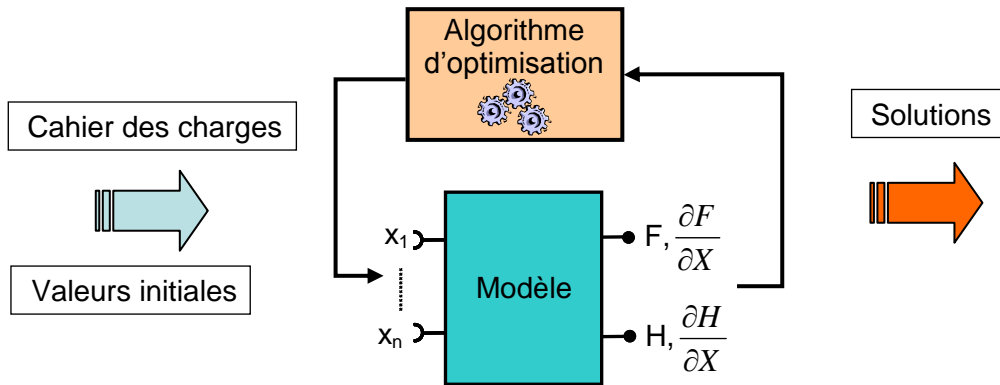 Algorithme
d'optimisation
Cahier des charges
Valeurs initiales
x₁
xₙ
Modèle
F, ∂F/∂X
H, ∂H/∂X
Solutions